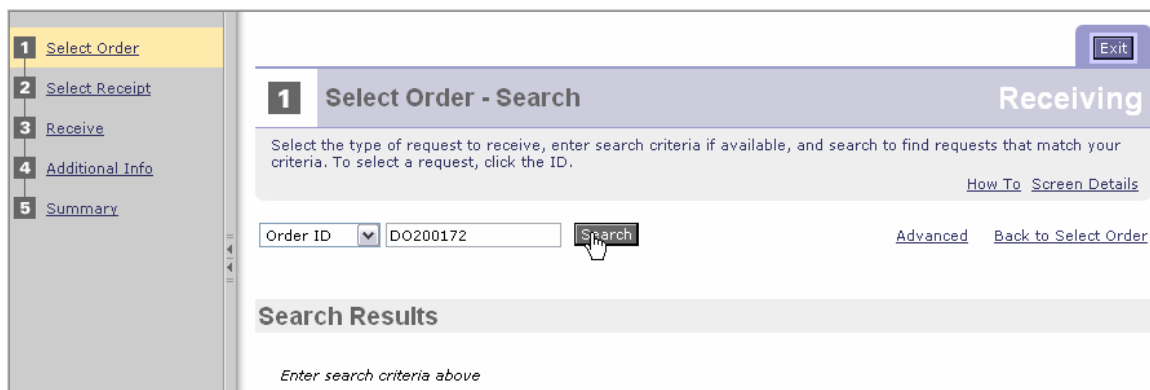 1 Select Order
2 Select Receipt
3 Receive
4 Additional Info
5 Summary
Exit
1 Select Order - Search Receiving
Select the type of request to receive, enter search criteria if available, and search to find requests that match your
criteria. To select a request, click the ID.
How To Screen Details
Order ID DO200172 Search Advanced Back to Select Order
Search Results
Enter search criteria above